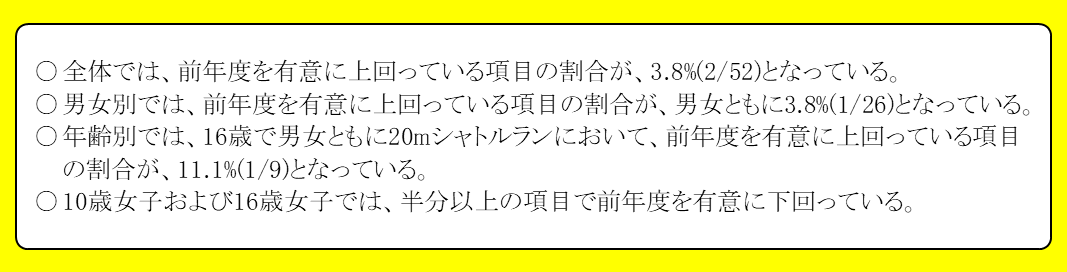 ○ 全体では、前年度を有意に上回っている項目の割合が、3.8%(2/52)となっている。
○ 男女別では、前年度を有意に上回っている項目の割合が、男女ともに3.8%(1/26)となっている。
○ 年齢別では、16歳で男女ともに20mシャトルランにおいて、前年度を有意に上回っている項目
の割合が、11.1%(1/9)となっている。
○ 10歳女子および16歳女子では、半分以上の項目で前年度を有意に下回っている。